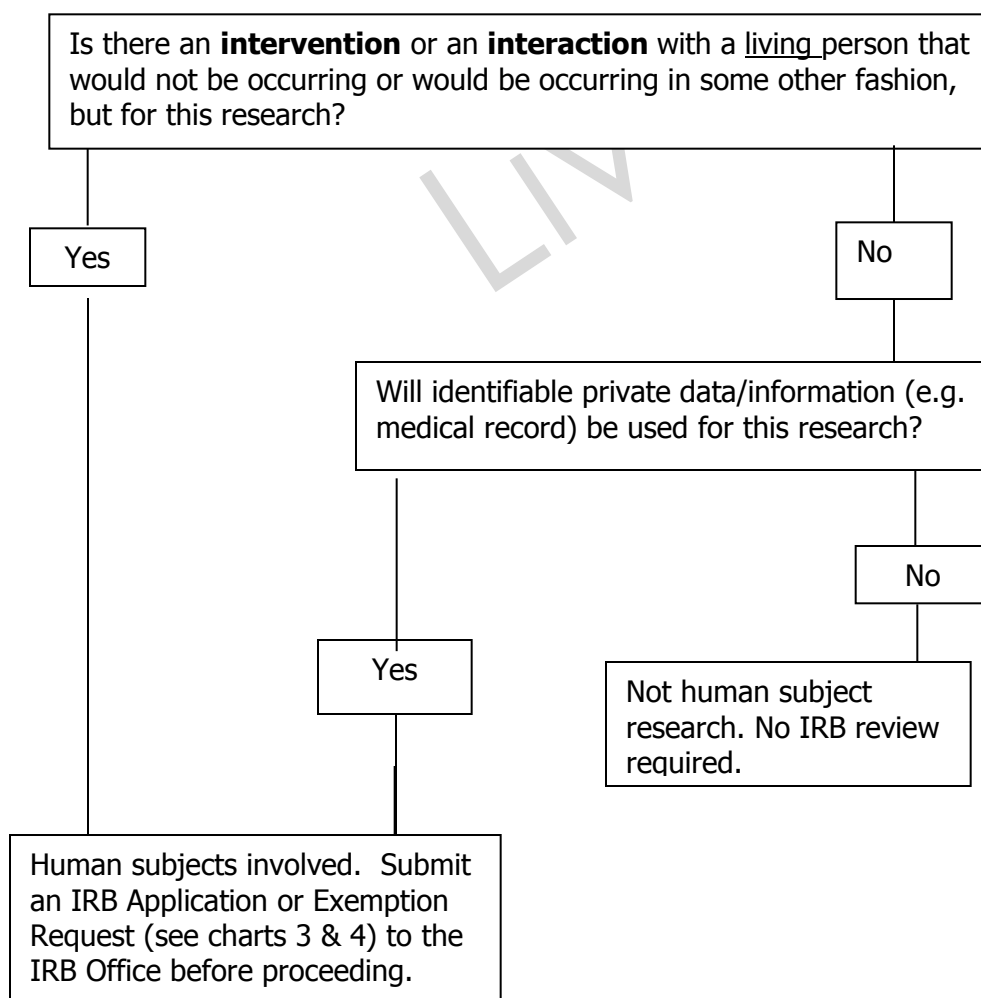 Is there an intervention or an interaction with a living person that
would not be occurring or would be occurring in some other fashion,
but for this research?
Yes
No
Will identifiable private data/information (e.g.
medical record) be used for this research?
No
Yes
Not human subject
research. No IRB review
required.
Human subjects involved.  Submit
an IRB Application or Exemption
Request (see charts 3 & 4) to the
IRB Office before proceeding.